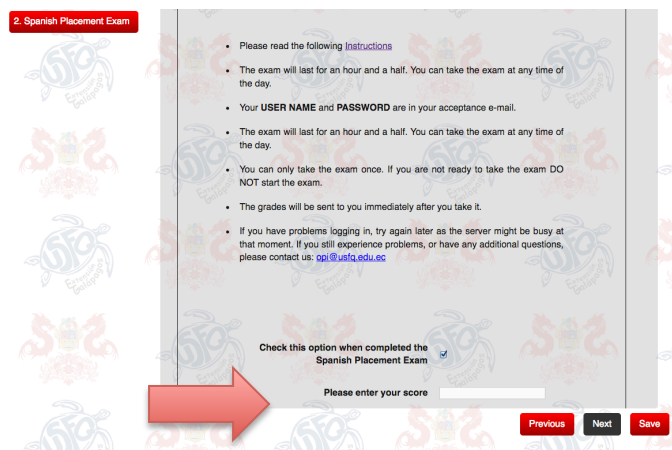 2. Spanish Placement Exam
• Please read the following Instructions
• The exam will last for an hour and a half. You can take the exam at any time of
the day.
• Your USER NAME and PASSWORD are in your acceptance e-mail.
• The exam will last for an hour and a half. You can take the exam at any time of
the day.
• You can only take the exam once. If you are not ready to take the exam DO
NOT start the exam.
• The grades will be sent to you immediately after you take it.
• If you have problems logging in, try again later as the server might be busy at
that moment. If you still experience problems, or have any additional questions,
please contact us: opi@usfq.edu.ec
Check this option when completed the
Spanish Placement Exam
Please enter your score
Previous Next Save
USFQ
Extensión Galápagos